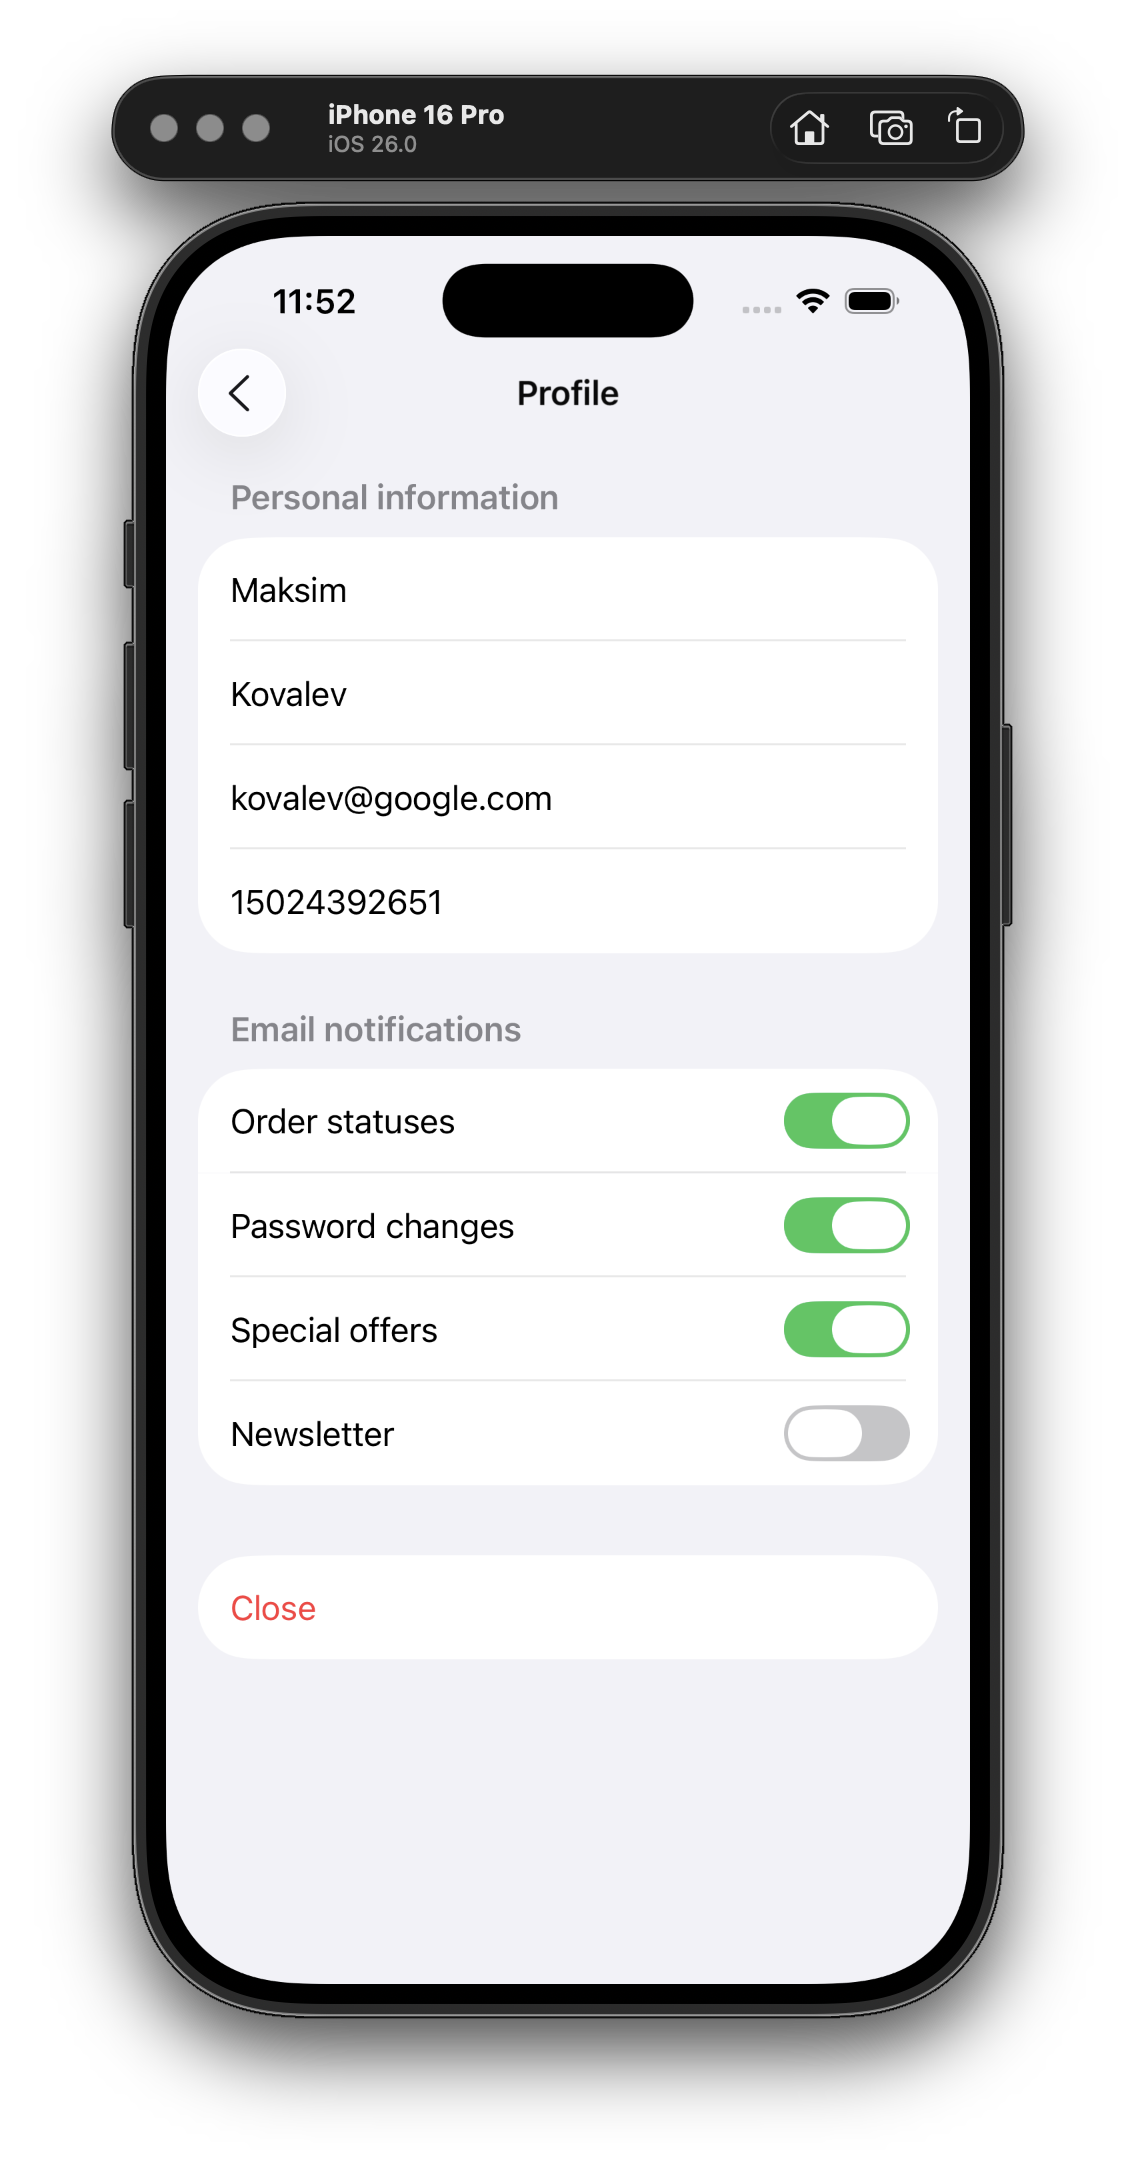 iPhone 16 Pro
iOS 26.0
11:52
Profile
Personal information
Maksim
Kovalev
kovalev@google.com
15024392651
Email notifications
Order statuses
Password changes
Special offers
Newsletter
Close